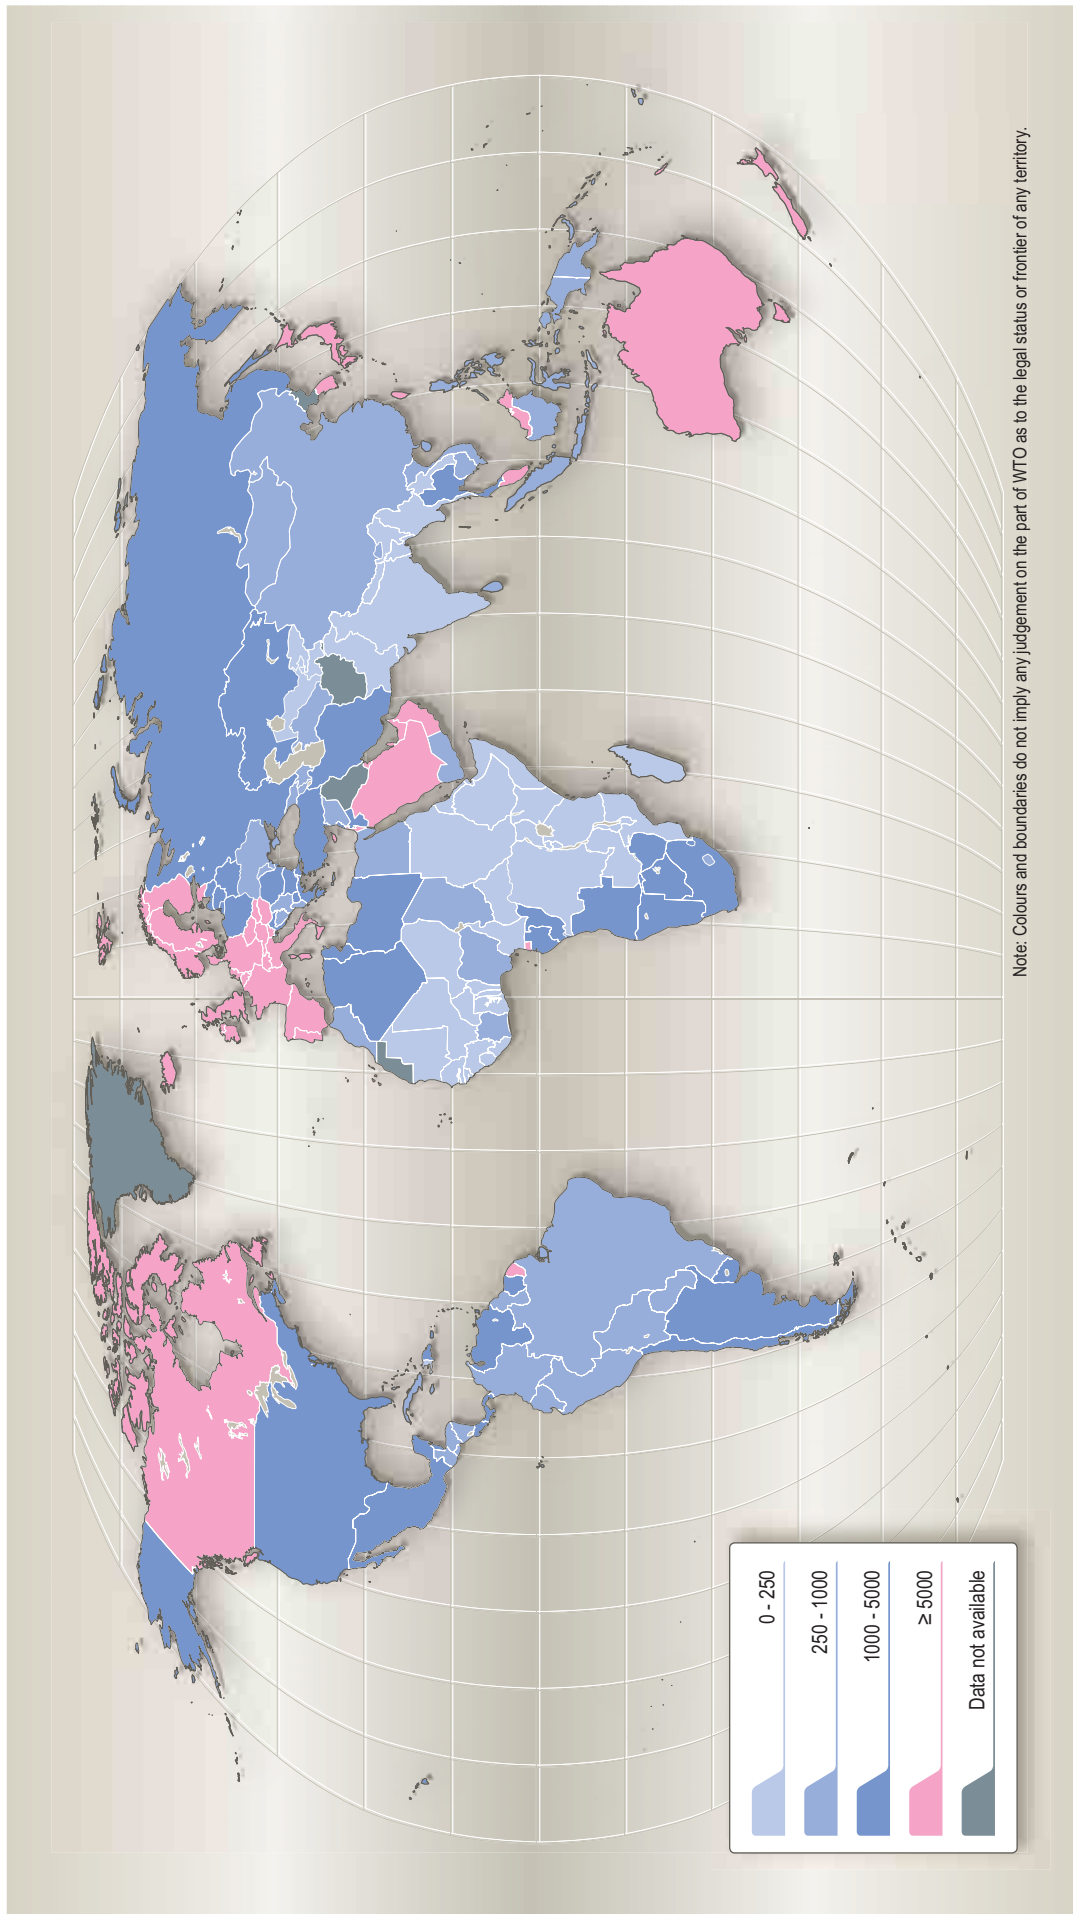 0 - 250
250 - 1000
1000 - 5000
≥ 5000
Data not available
Note: Colours and boundaries do not imply any judgement on the part of WTO as to the legal status or frontier of any territory.